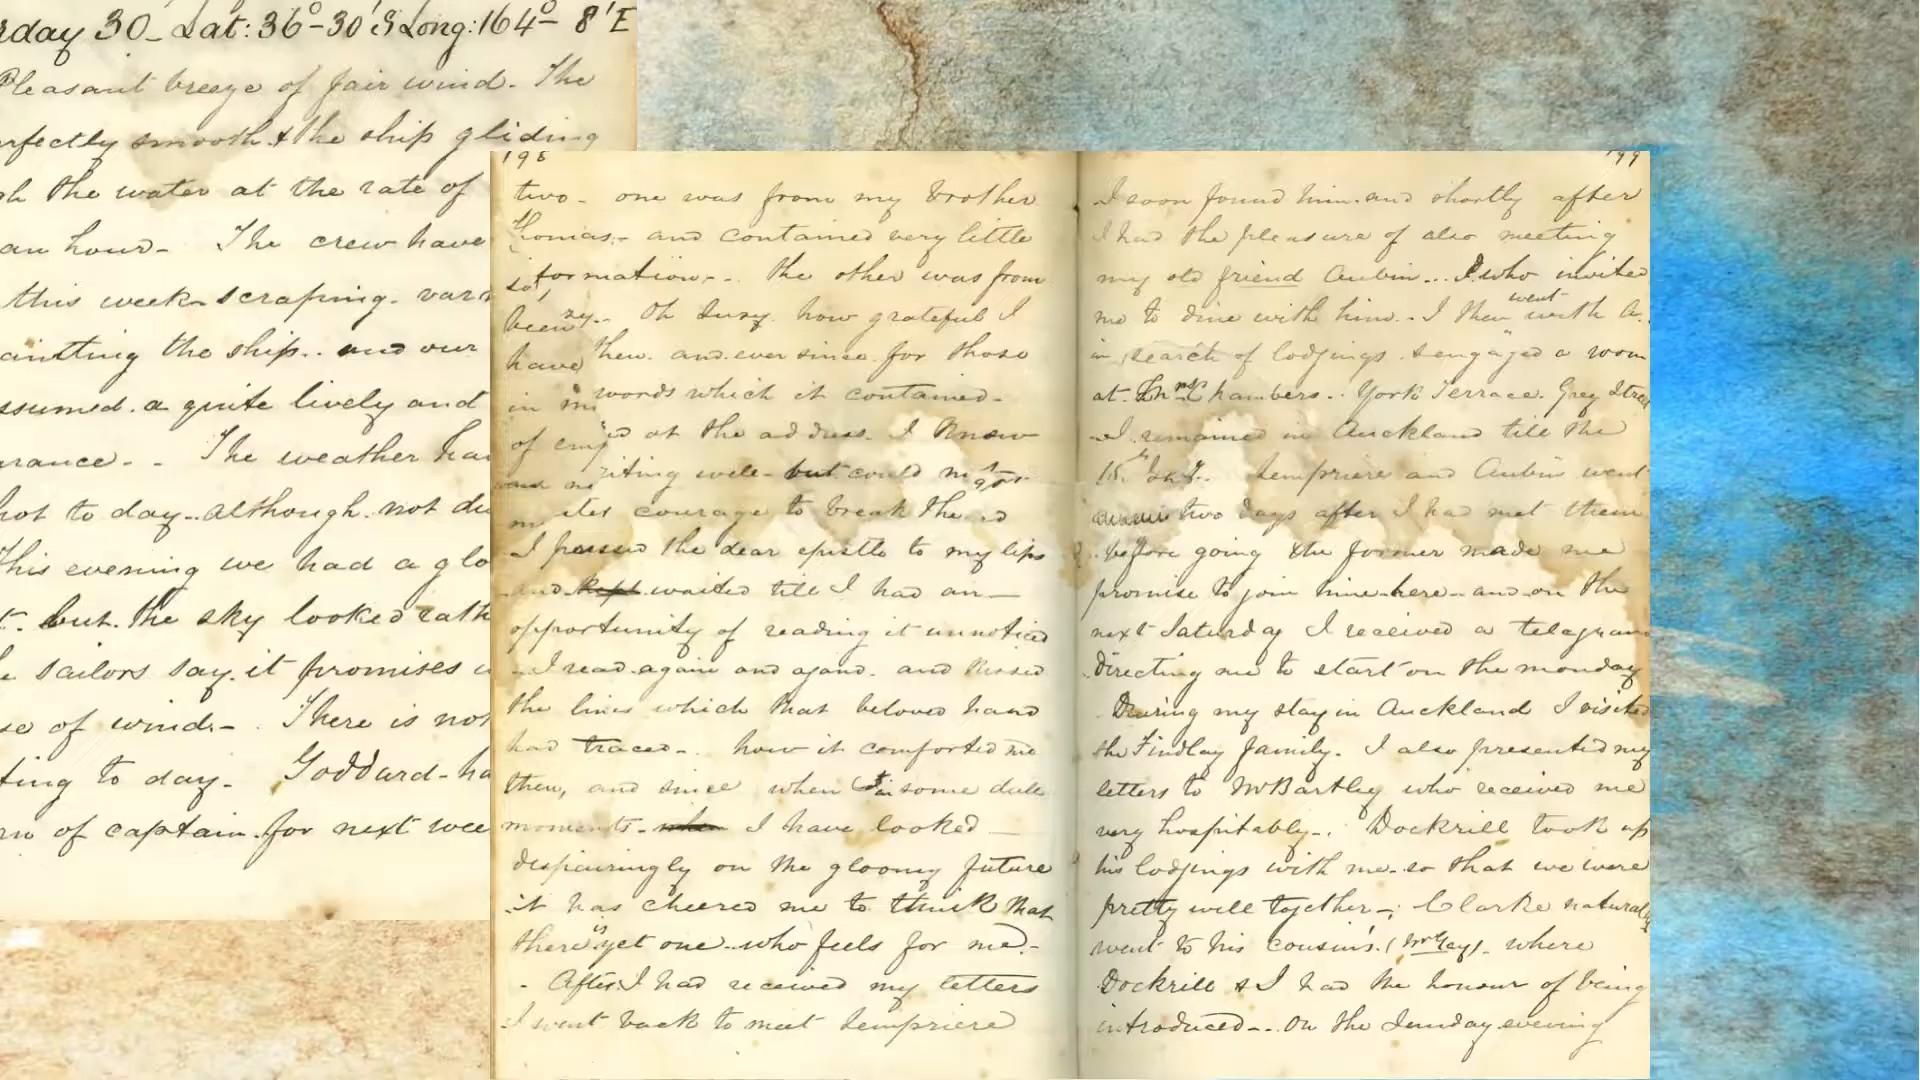 rday 30_ Lat: 36°-30' S Long: 164°- 8' E
Pleasant breeze of fair wind. The
rfectly smooth & the ship gliding
gh the water at the rate of
an hour- The crew have
this week scraping- varn
ainting the ship.. and our
ssumed. a quite lively and
rance.. The weather ha
hot to day.. although. not du
This evening we had a glo
t. but. the sky looked rath
e sailors say. it promises
se of wind.- There is not
ting to day.- Goddard- ha
rn of captain for next wee
198
two- one was from my brother
Thomas.- and contained very little
formation.- the other was from
been zy.- Oh Suzy how grateful I
have then. and. ever since. for those
in words which it contained-
of at the address. I knew
riting well- but could not
courage to break the
I pressed the dear epistle to my lips
and kept waited till I had an-
opportunity of reading it unnoticed
- I read again and again. and kissed
the lines which that beloved hand
had traced-. how it comforted me
then, and since when in some dull
moments- when I have looked-
dispairingly on the gloomy future
it has cheered me to think that
there is yet one.. who feels for me.-
- After I had received my letters
I went back to meet Tempriere
199
I soon found him. and shortly after
I had the pleasure of also meeting
my old friend Aubin... who invited
me to dine with him.- I then went with A.
in search of lodgings. & engaged a room
at Chambers.. York Terrace. Grey Stree
- I remained in Auckland till the
15th Tempriere and Aubin went
two days after I had met them
before going the former made me
promise to join him here- and on the
next Saturday I received a telegram
directing me to start on the monday
During my stay in Auckland I visited
the Findlay family. I also presented my
letters to Mr Bartley who received me
very hospitably-. Dockrill took up
his lodgings with me- so that we were
pretty well together-; Clarke naturally
went to his cousin's. (Mr Gay)- where
Dockrill & I had the honour of being
introduced-.. On the Sunday evening